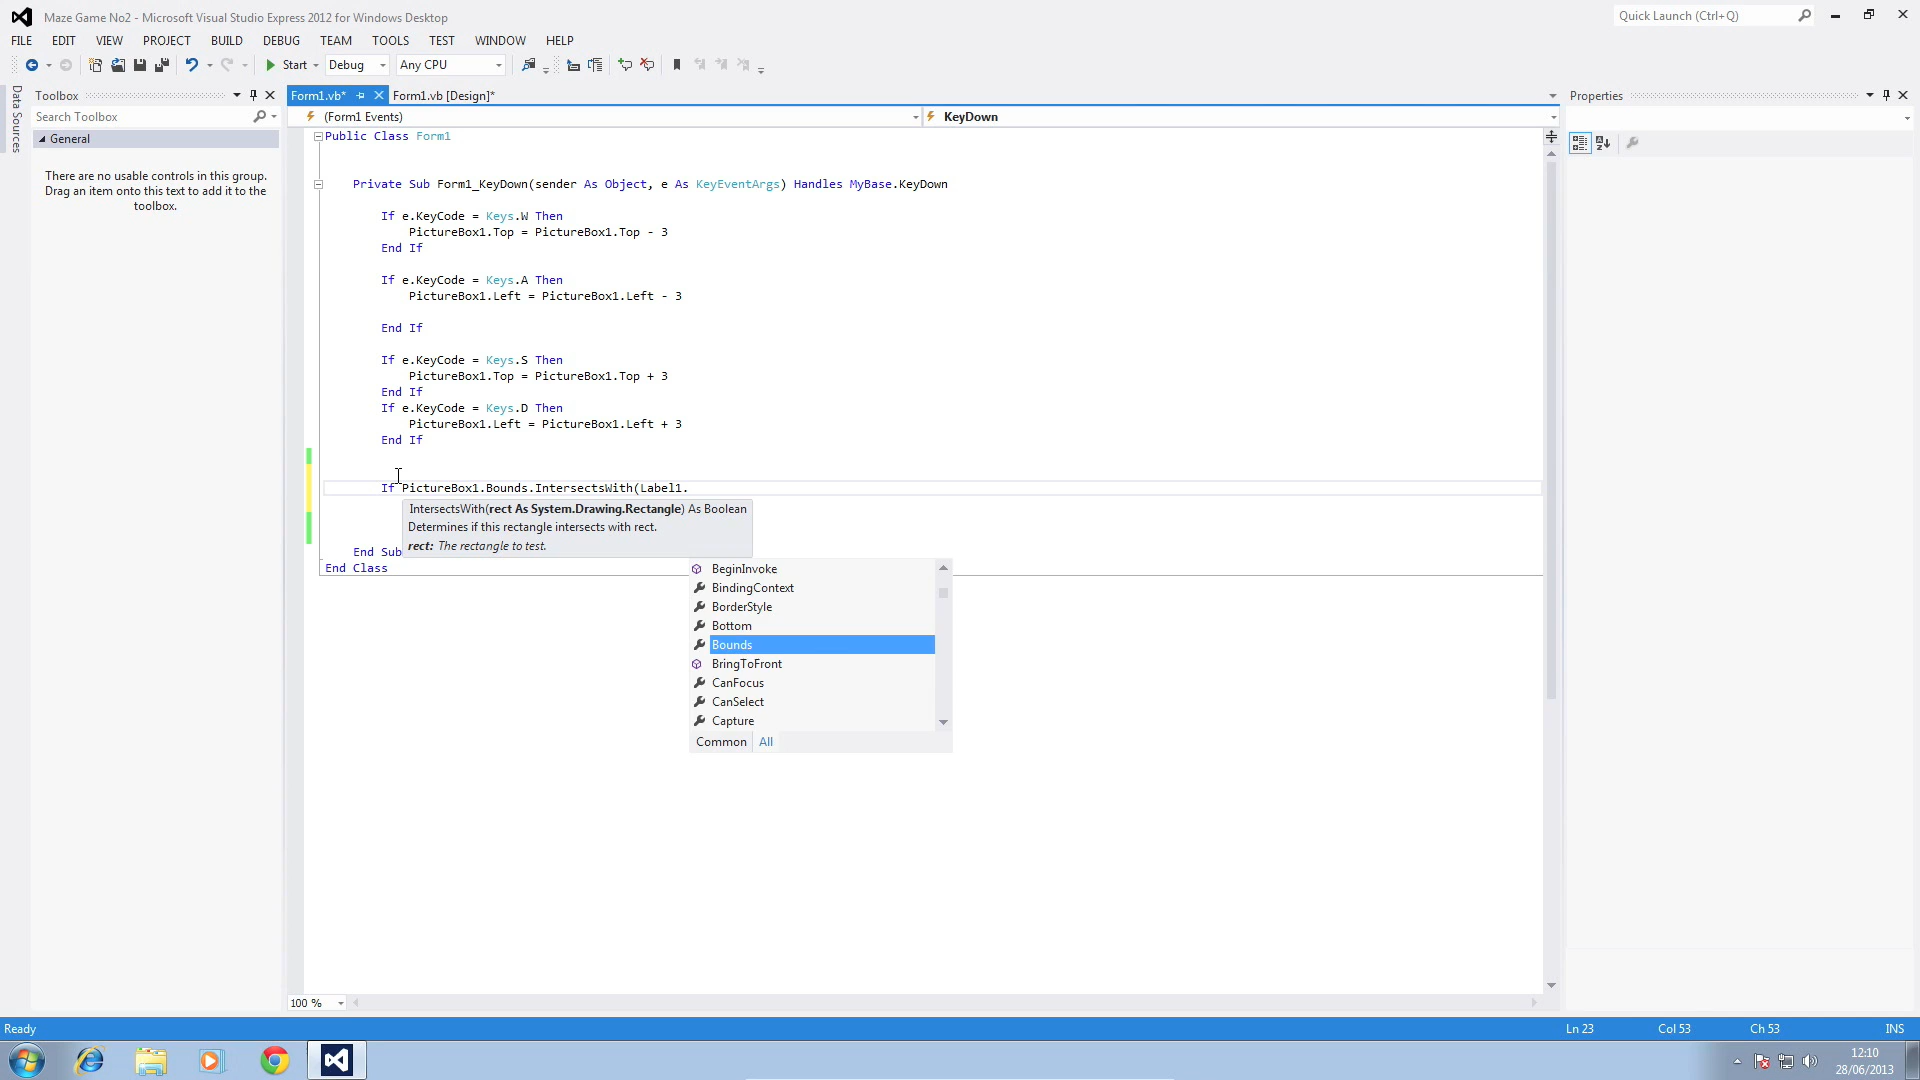 Maze Game No2 - Microsoft Visual Studio Express 2012 for Windows Desktop
Quick Launch (Ctrl+Q)
FILE EDIT VIEW PROJECT BUILD DEBUG TEAM TOOLS TEST WINDOW HELP
Start Debug Any CPU
Data Sources
Toolbox
Form1.vb* Form1.vb [Design]*
Properties
Search Toolbox
(Form1 Events) KeyDown
General
There are no usable controls in this group.
Drag an item onto this text to add it to the
toolbox.
Public Class Form1
Private Sub Form1_KeyDown(sender As Object, e As KeyEventArgs) Handles MyBase.KeyDown
If e.KeyCode = Keys.W Then
PictureBox1.Top = PictureBox1.Top - 3
End If
If e.KeyCode = Keys.A Then
PictureBox1.Left = PictureBox1.Left - 3
End If
If e.KeyCode = Keys.S Then
PictureBox1.Top = PictureBox1.Top + 3
End If
If e.KeyCode = Keys.D Then
PictureBox1.Left = PictureBox1.Left + 3
End If
If PictureBox1.Bounds.IntersectsWith(Label1.
IntersectsWith(rect As System.Drawing.Rectangle) As Boolean
Determines if this rectangle intersects with rect.
rect: The rectangle to test.
End Sub
End Class
BeginInvoke
BindingContext
BorderStyle
Bottom
Bounds
BringToFront
CanFocus
CanSelect
Capture
Common All
100 %
Ready Ln 23 Col 53 Ch 53 INS
12:10
28/06/2013